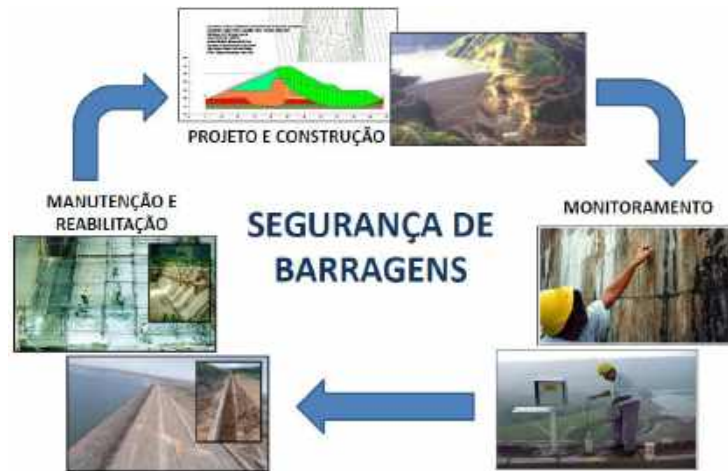 PROJETO E CONSTRUÇÃO
MANUTENÇÃO E
REABILITAÇÃO
SEGURANÇA DE
BARRAGENS
MONITORAMENTO